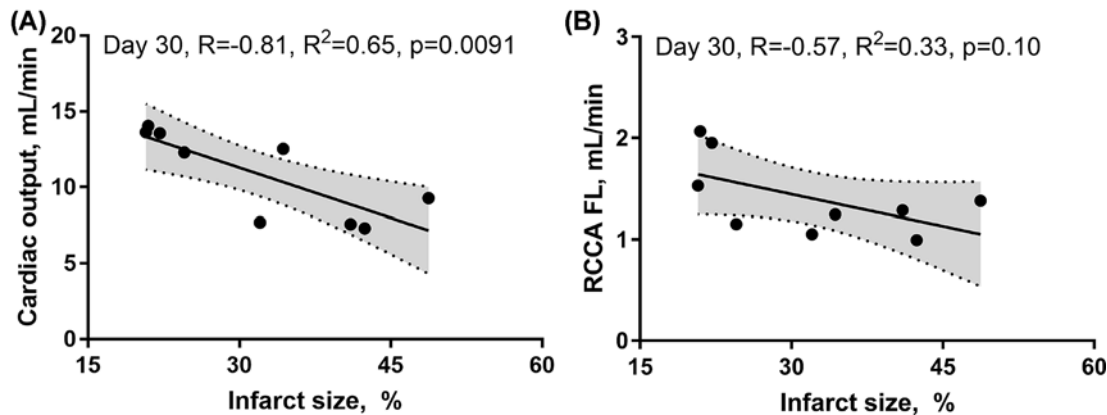 (A)
Day 30, R=-0.81, R²=0.65, p=0.0091
Cardiac output, mL/min
20
15
10
5
0
15 30 45 60
Infarct size, %
(B)
Day 30, R=-0.57, R²=0.33, p=0.10
RCCA FL, mL/min
3
2
1
0
15 30 45 60
Infarct size, %